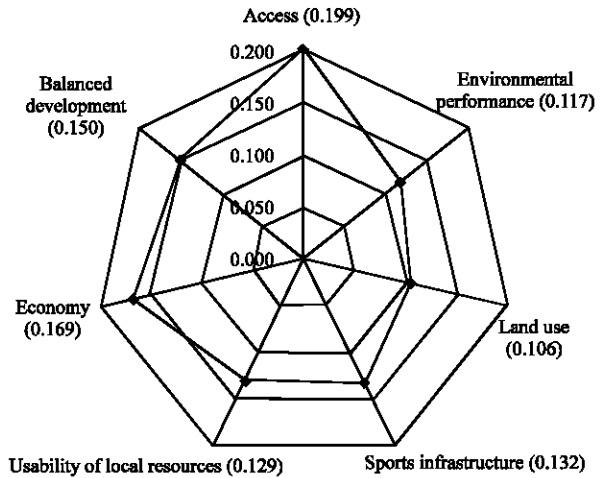 Access (0.199)
0.200
Balanced
development
(0.150)
Environmental
performance (0.117)
0.150
0.100
0.050
0.000
Economy
(0.169)
Land use
(0.106)
Usability of local resources (0.129)
Sports infrastructure (0.132)